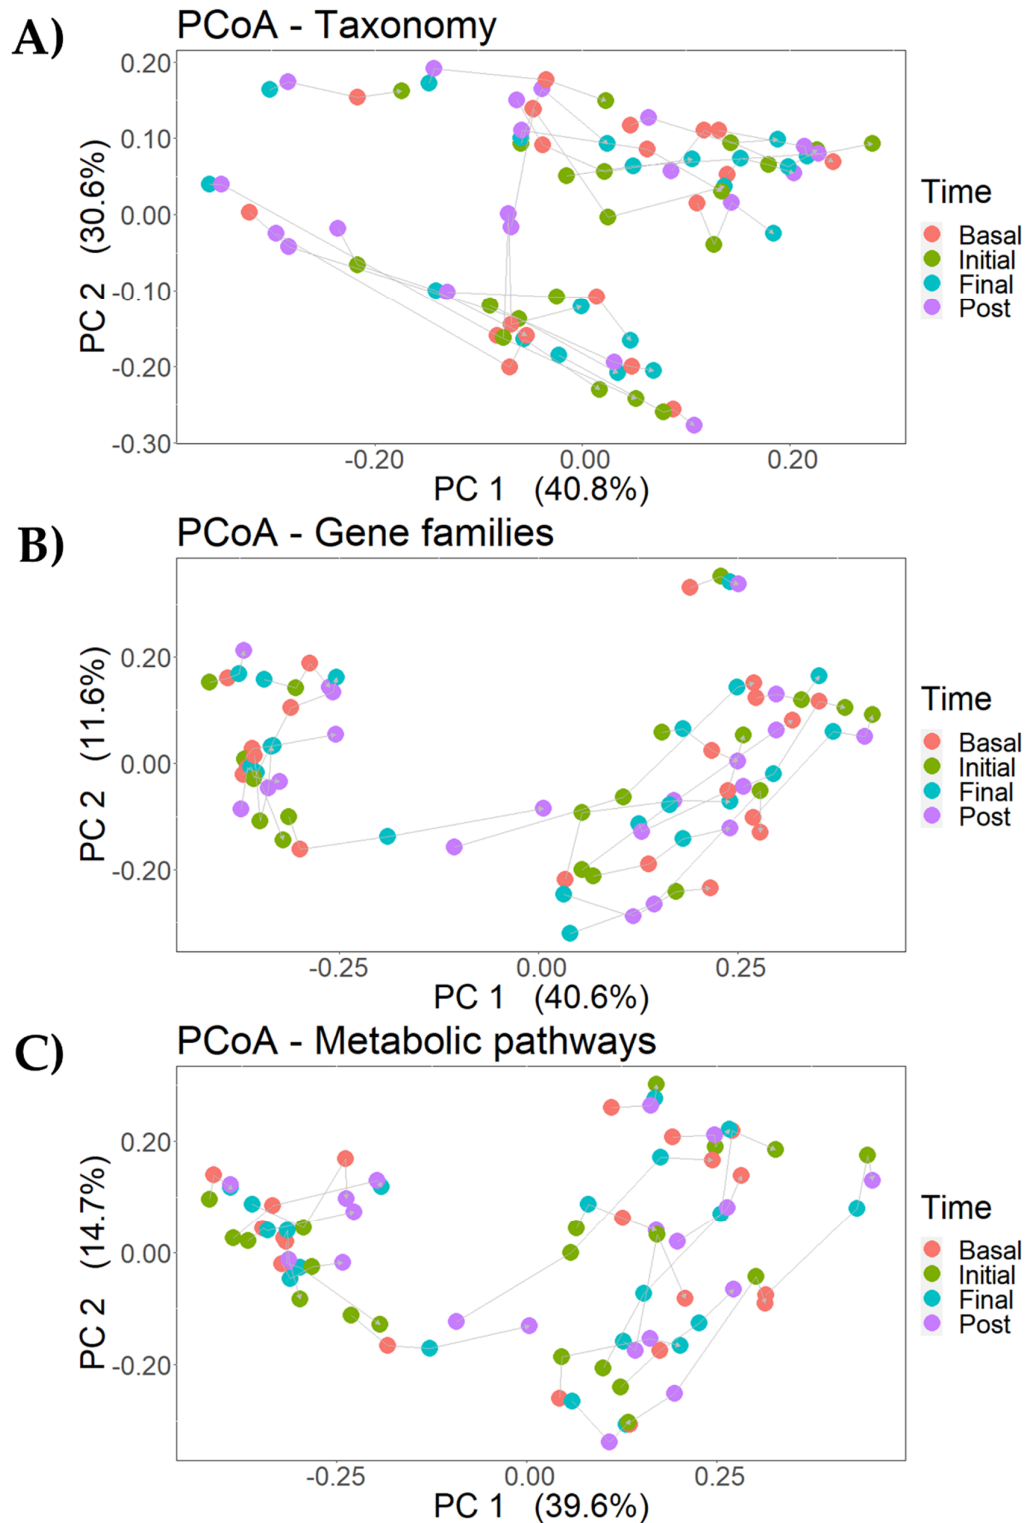 A)
PCoA - Taxonomy
0.20
0.10
0.00
-0.10
-0.20
-0.30
PC 2 (30.6%)
-0.20 0.00 0.20
PC 1 (40.8%)
Time
Basal
Initial
Final
Post
B)
PCoA - Gene families
0.20
0.00
-0.20
PC 2 (11.6%)
-0.25 0.00 0.25
PC 1 (40.6%)
Time
Basal
Initial
Final
Post
C)
PCoA - Metabolic pathways
0.20
0.00
-0.20
PC 2 (14.7%)
-0.25 0.00 0.25
PC 1 (39.6%)
Time
Basal
Initial
Final
Post